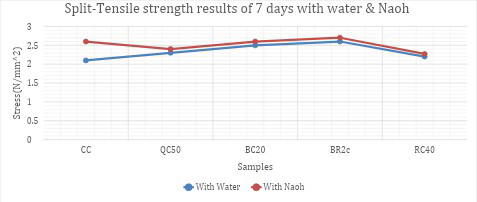 Split-Tensile strength results of 7 days with water & Naoh
3
2.5
2
1.5
1
0.5
0
Stress(N/mm^2)
CC QC50 BC20 BR2c RC40
Samples
With Water With Naoh